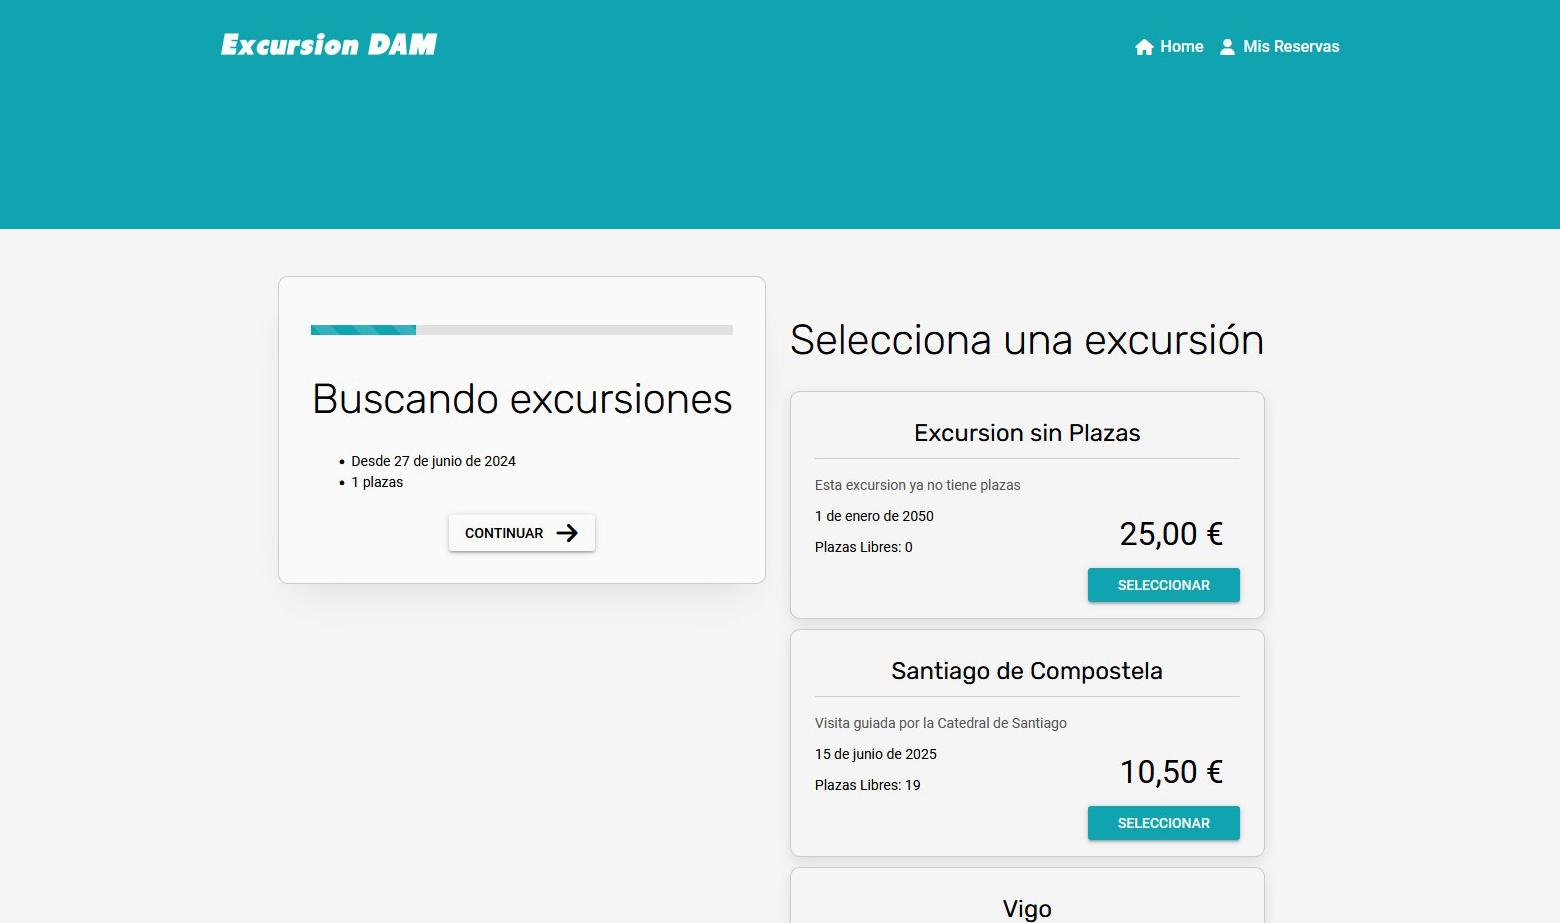 Excursion DAM
Home
Mis Reservas
Buscando excursiones
Desde 27 de junio de 2024
1 plazas
CONTINUAR
Selecciona una excursión
Excursion sin Plazas
Esta excursion ya no tiene plazas
1 de enero de 2050
Plazas Libres: 0
25,00 €
SELECCIONAR
Santiago de Compostela
Visita guiada por la Catedral de Santiago
15 de junio de 2025
Plazas Libres: 19
10,50 €
SELECCIONAR
Vigo